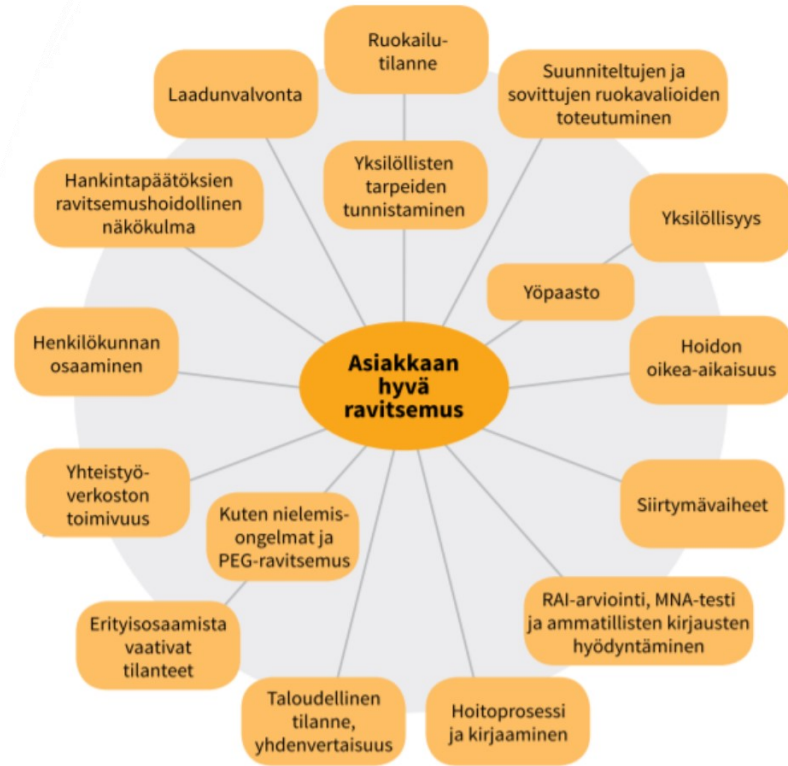 Ruokailu-
tilanne
Laadunvalvonta
Suunniteltujen ja
sovittujen ruokavalioiden
toteutuminen
Yksilöllisten
tarpeiden
tunnistaminen
Hankintapäätöksien
ravitsemushoidollinen
näkökulma
Yksilöllisyys
Yöpaasto
Henkilökunnan
osaaminen
Asiakkaan
hyvä
ravitsemus
Hoidon
oikea-aikaisuus
Yhteistyö-
verkoston
toimivuus
Kuten nielemis-
ongelmat ja
PEG-ravitsemus
Siirtymävaiheet
RAI-arviointi, MNA-testi
ja ammatillisten kirjausten
hyödyntäminen
Erityisosaamista
vaativat
tilanteet
Taloudellinen
tilanne,
yhdenvertaisuus
Hoitoprosessi
ja kirjaaminen